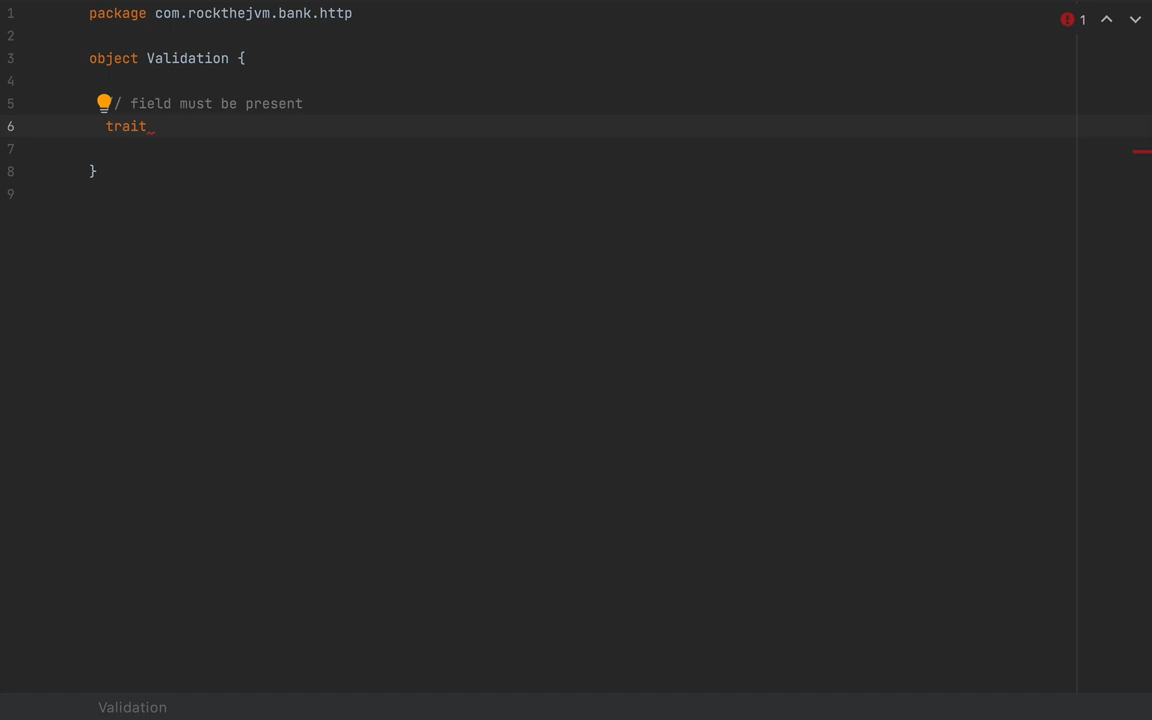 1 package com.rockthejvm.bank.http
2
3 object Validation {
4
5 / field must be present
6 trait
7
8 }
9
1
Validation